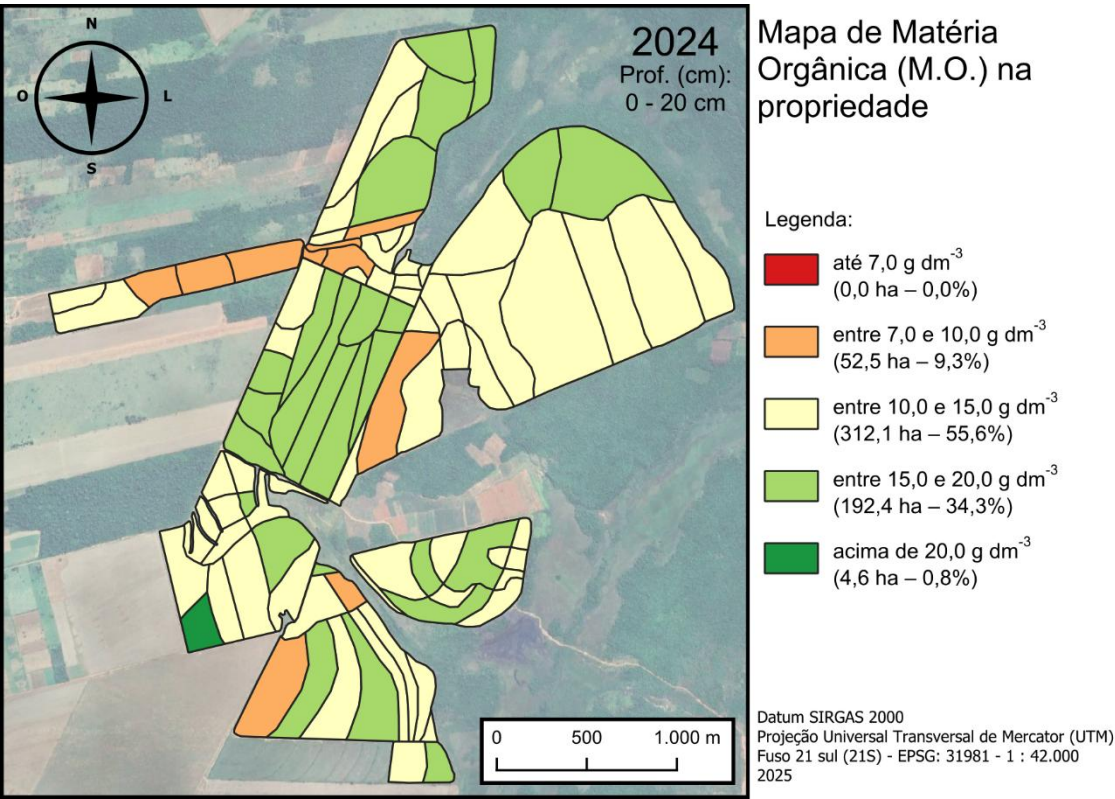 N
O
L
S
2024
Prof. (cm):
0 - 20 cm
0
500
1.000 m
Mapa de Matéria
Orgânica (M.O.) na
propriedade
Legenda:
até 7,0 g dm⁻³
(0,0 ha – 0,0%)
entre 7,0 e 10,0 g dm⁻³
(52,5 ha – 9,3%)
entre 10,0 e 15,0 g dm⁻³
(312,1 ha – 55,6%)
entre 15,0 e 20,0 g dm⁻³
(192,4 ha – 34,3%)
acima de 20,0 g dm⁻³
(4,6 ha – 0,8%)
Datum SIRGAS 2000
Projeção Universal Transversal de Mercator (UTM)
Fuso 21 sul (21S) - EPSG: 31981 - 1 : 42.000
2025